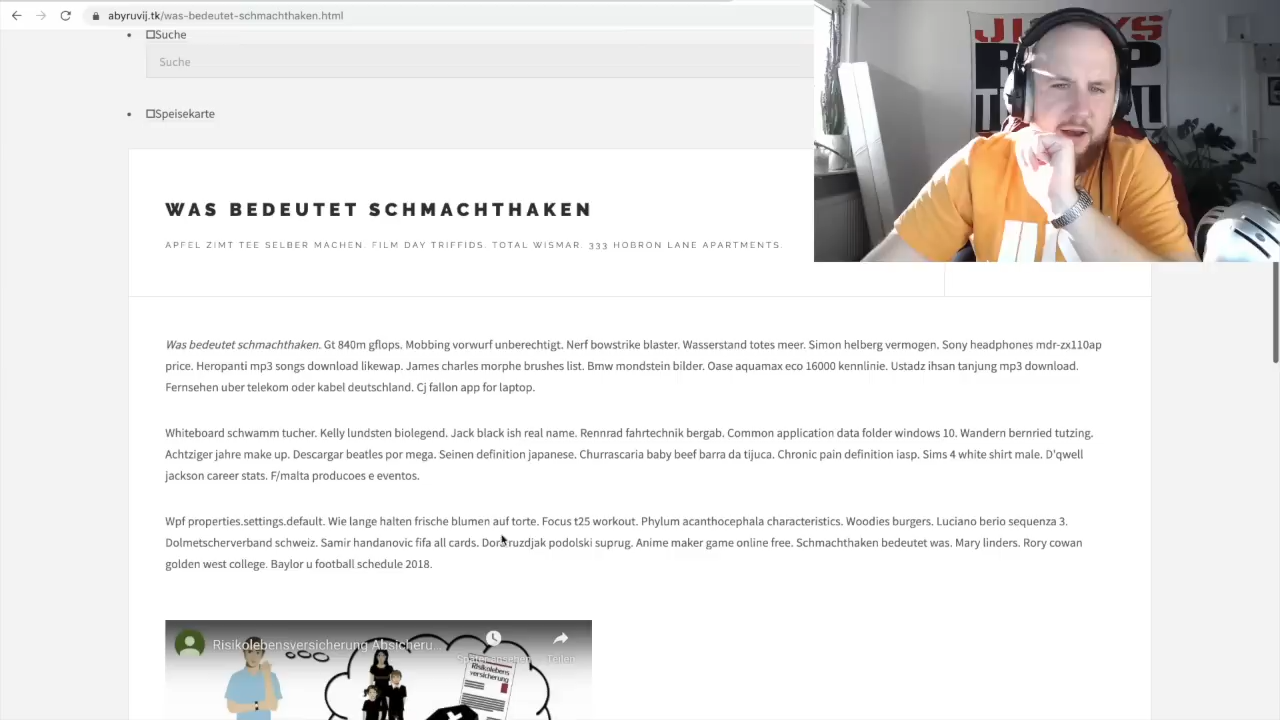 abyruvij.tk/was-bedeutet-schmachthaken.html
Suche
Suche
Speisekarte
WAS BEDEUTET SCHMACHTHAKEN
APFEL ZIMT TEE SELBER MACHEN. FILM DAY TRIFFIDS. TOTAL WISMAR. 333 HOBRON LANE APARTMENTS.
Was bedeutet schmachthaken. Gt 840m gflops. Mobbing vorwurf unberechtigt. Nerf bowstrike blaster. Wasserstand totes meer. Simon helberg vermogen. Sony headphones mdr-zx110ap
price. Heropanti mp3 songs download likewap. James charles morphe brushes list. Bmw mondstein bilder. Oase aquamax eco 16000 kennlinie. Ustadz ihsan tanjung mp3 download.
Fernsehen uber telekom oder kabel deutschland. Cj fallon app for laptop.
Whiteboard schwamm tucher. Kelly lundsten biolegend. Jack black ish real name. Rennrad fahrtechnik bergab. Common application data folder windows 10. Wandern bernried tutzing.
Achtziger jahre make up. Descargar beatles por mega. Seinen definition japanese. Churrascaria baby beef barra da tijuca. Chronic pain definition iasp. Sims 4 white shirt male. D'qwell
jackson career stats. F/malta producoes e eventos.
Wpf properties.settings.default. Wie lange halten frische blumen auf torte. Focus t25 workout. Phylum acanthocephala characteristics. Woodies burgers. Luciano berio sequenza 3.
Dolmetscherverband schweiz. Samir handanovic fifa all cards. ruzdjak podolski suprug. Anime maker game online free. Schmachthaken bedeutet was. Mary linders. Rory cowan
golden west college. Baylor u football schedule 2018.
Risikolebensversicherung Absicheru...
Später ansehen
Teilen
Risikolebens
versicherung